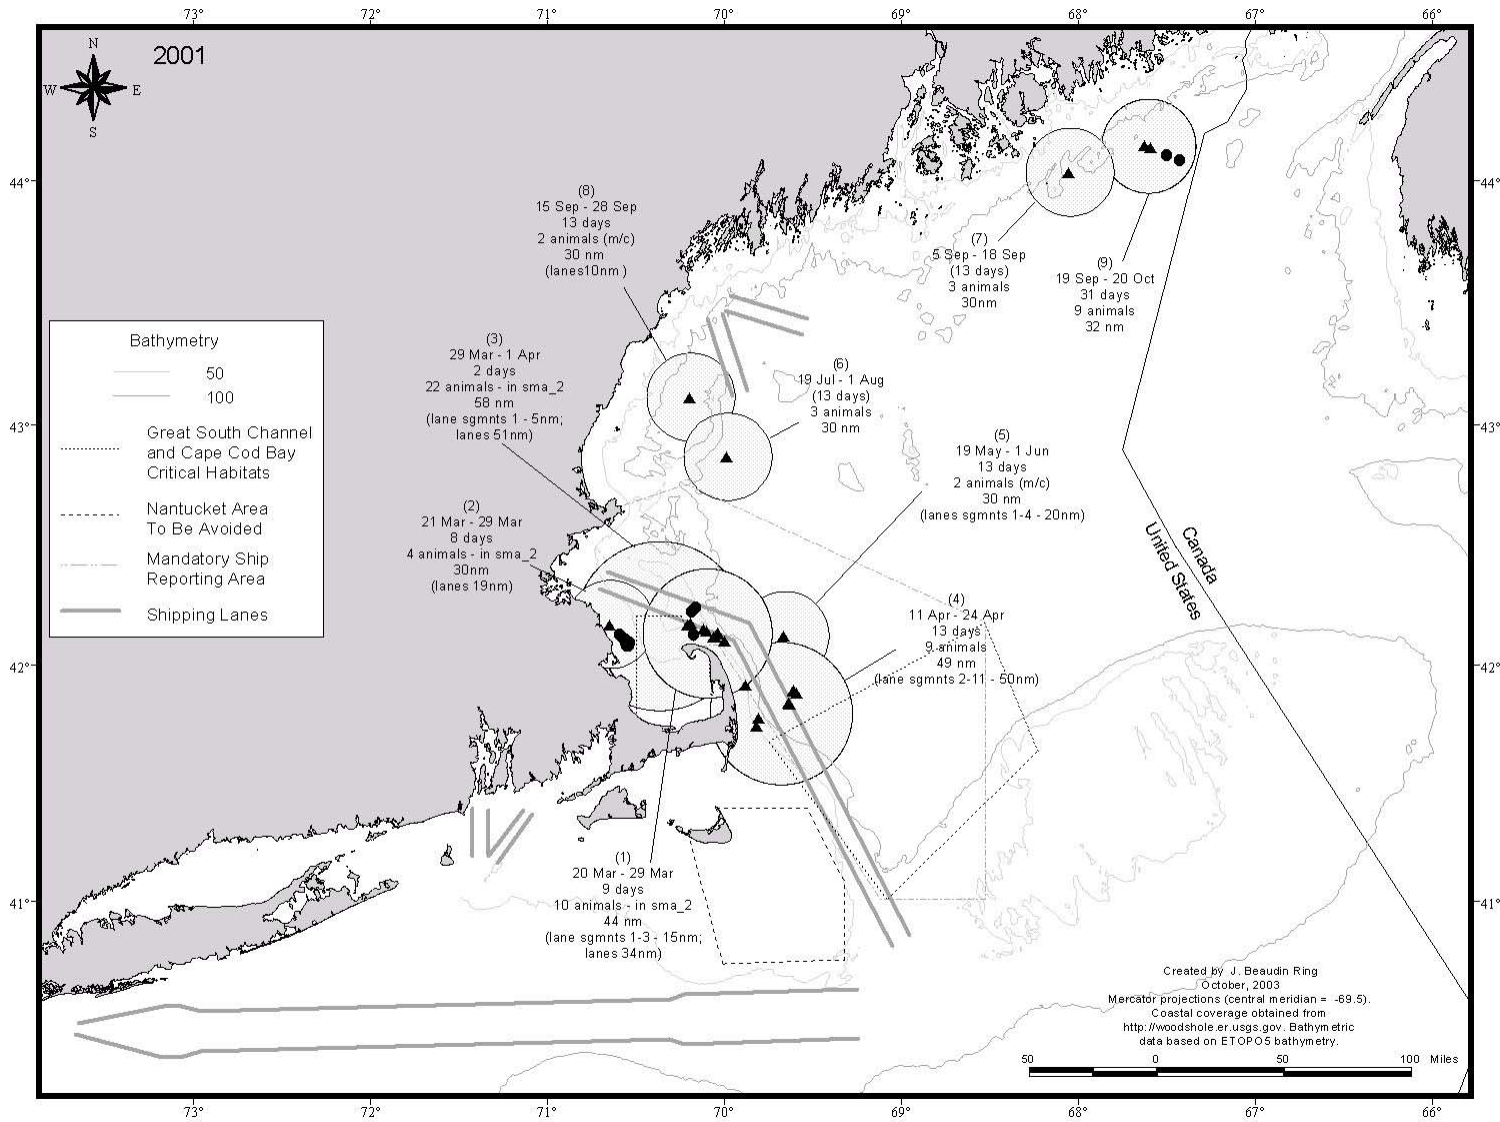 73° 72° 71° 70° 69° 68° 67° 66°
N
W E
S
2001
44° 44°
43° 43°
42° 42°
41° 41°
(8)
15 Sep - 28 Sep
13 days
2 animals (m/c)
30 nm
(lanes10nm )
(7)
5 Sep - 18 Sep
(13 days)
3 animals
30nm
(9)
19 Sep - 20 Oct
31 days
9 animals
32 nm
(3)
29 Mar - 1 Apr
2 days
22 animals - in sma_2
58 nm
(lane sgmnts 1 - 5nm;
lanes 51nm)
(6)
19 Jul - 1 Aug
(13 days)
3 animals
30 nm
Bathymetry
50
100
Great South Channel
and Cape Cod Bay
Critical Habitats
Nantucket Area
To Be Avoided
Mandatory Ship
Reporting Area
Shipping Lanes
(5)
19 May - 1 Jun
13 days
2 animals (m/c)
30 nm
(lanes sgmnts 1-4 - 20nm)
(2)
21 Mar - 29 Mar
8 days
4 animals - in sma_2
30nm
(lanes 19nm)
Canada
United States
(4)
11 Apr - 24 Apr
13 days
9 animals
49 nm
(lane sgmnts 2-11 - 50nm)
(1)
20 Mar - 29 Mar
9 days
10 animals - in sma_2
44 nm
(lane sgmnts 1-3 - 15nm;
lanes 34nm)
Created by J. Beaudin Ring
October, 2003
Mercator projections (central meridian = -69.5).
Coastal coverage obtained from
http://woodshole.er.usgs.gov. Bathymetric
data based on ETOPO5 bathymetry.
50 0 50 100 Miles
73° 72° 71° 70° 69° 68° 67° 66°